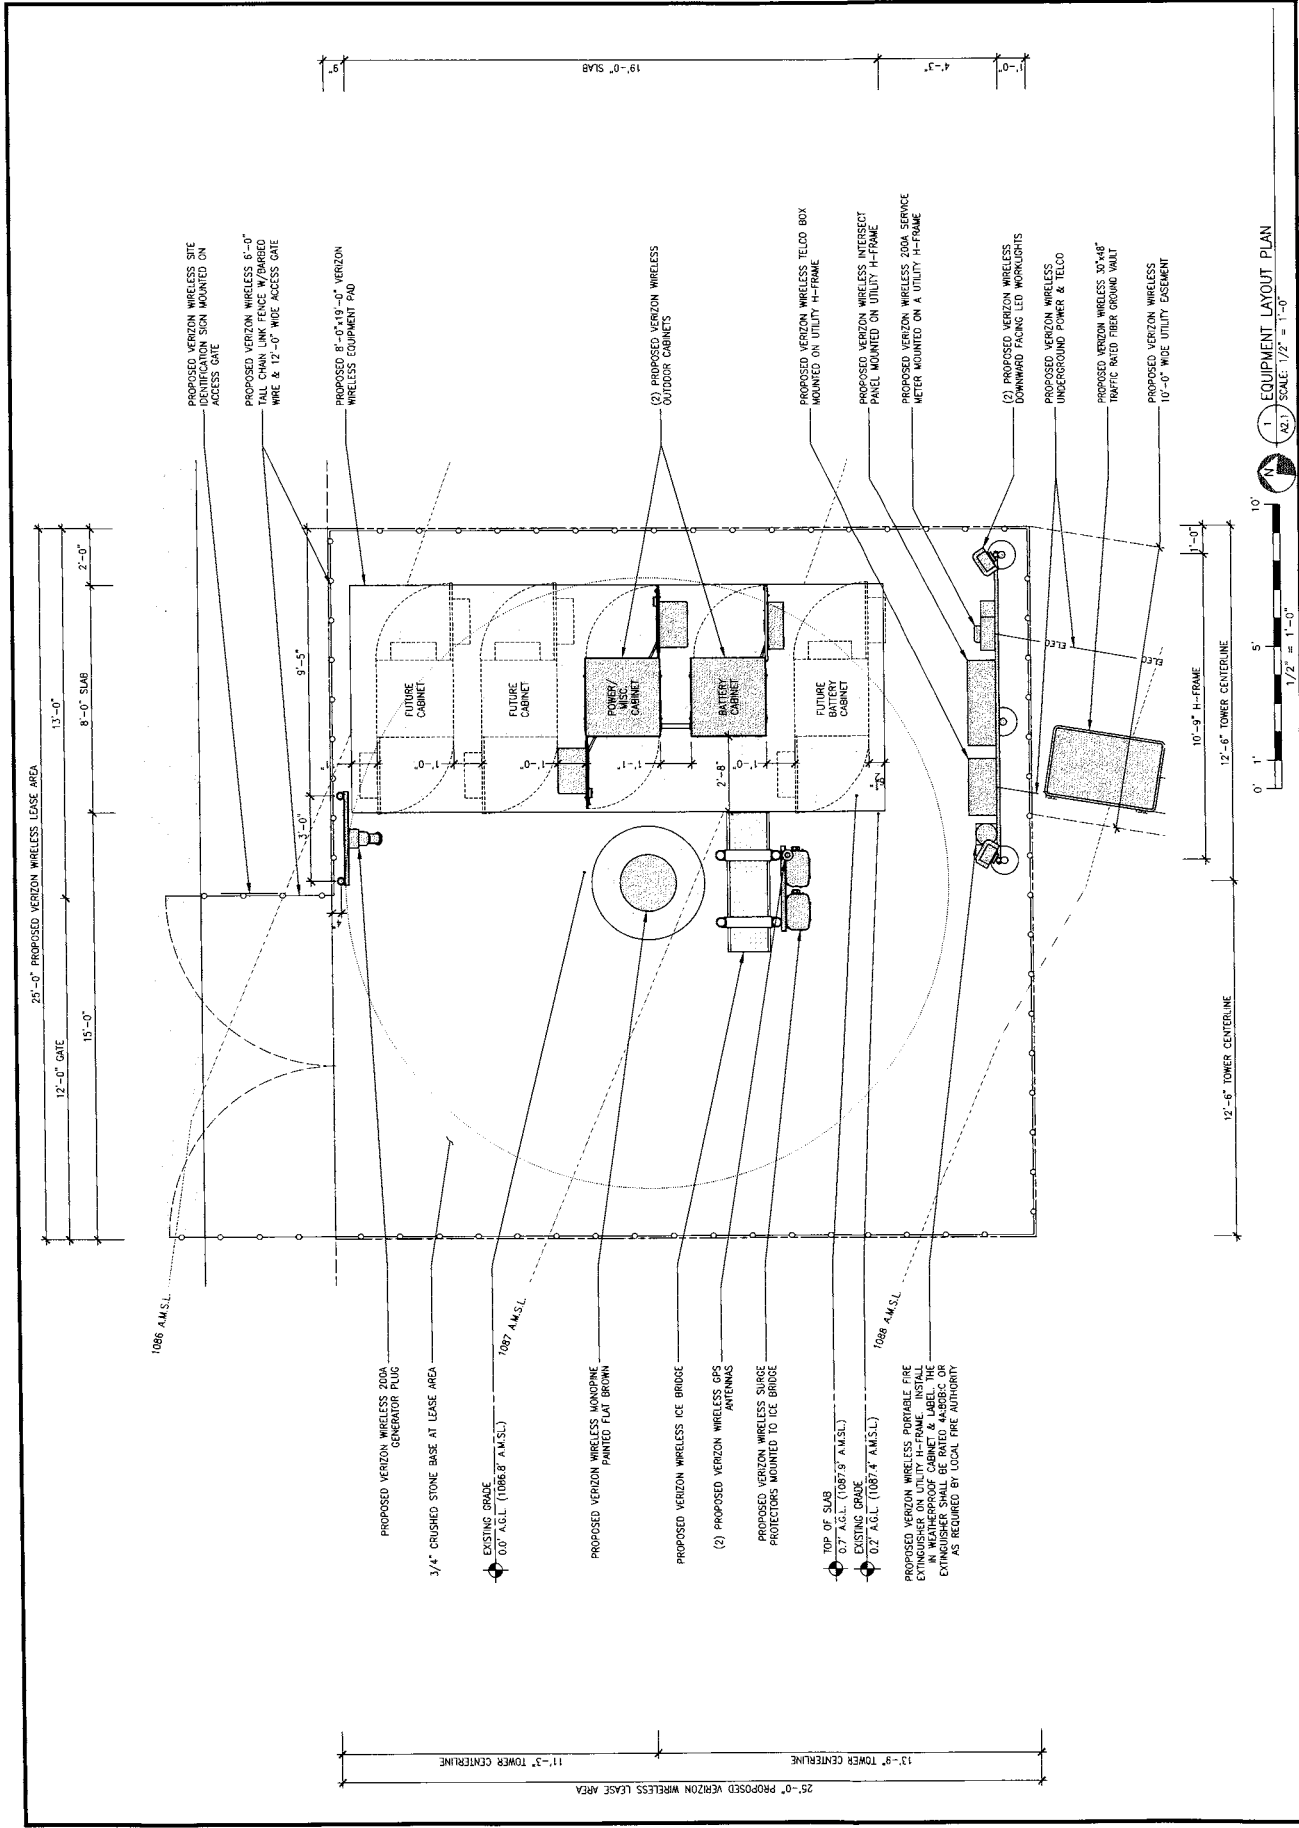 25'-0" PROPOSED VERIZON WIRELESS LEASE AREA
12'-0" GATE
13'-0"
15'-0"
8'-0" SLAB
2'-0"
9'-5"
3'-0"
9"
19'-0" SLAB
4'-3"
1'-0"
PROPOSED VERIZON WIRELESS SITE
IDENTIFICATION SIGN MOUNTED ON
ACCESS GATE
PROPOSED VERIZON WIRELESS 6'-0"
TALL CHAIN LINK FENCE W/BARBED
WIRE & 12'-0" WIDE ACCESS GATE
PROPOSED 8'-0"x19'-0" VERIZON
WIRELESS EQUIPMENT PAD
(2) PROPOSED VERIZON WIRELESS
OUTDOOR CABINETS
PROPOSED VERIZON WIRELESS TELCO BOX
MOUNTED ON UTILITY H-FRAME
PROPOSED VERIZON WIRELESS INTERSECT
PANEL MOUNTED ON UTILITY H-FRAME
PROPOSED VERIZON WIRELESS 200A SERVICE
METER MOUNTED ON A UTILITY H-FRAME
(2) PROPOSED VERIZON WIRELESS
DOWNWARD FACING LED WORKLIGHTS
PROPOSED VERIZON WIRELESS
UNDERGROUND POWER & TELCO
PROPOSED VERIZON WIRELESS 30"x48"
TRAFFIC RATED FIBER GROUND VAULT
PROPOSED VERIZON WIRELESS
10'-0" WIDE UTILITY EASEMENT
FUTURE
CABINET
FUTURE
CABINET
POWER/
MISC.
CABINET
BATTERY
CABINET
FUTURE
BATTERY
CABINET
1'-0"
1'-0"
1'-1"
1'-0"
2'-8"
ELEC
ELEC
1086 A.M.S.L.
1087 A.M.S.L.
1088 A.M.S.L.
PROPOSED VERIZON WIRELESS 200A
GENERATOR PLUG
3/4" CRUSHED STONE BASE AT LEASE AREA
EXISTING GRADE
0.0' A.G.L. (1086.8' A.M.S.L.)
PROPOSED VERIZON WIRELESS MONOPINE
PAINTED FLAT BROWN
PROPOSED VERIZON WIRELESS ICE BRIDGE
(2) PROPOSED VERIZON WIRELESS GPS
ANTENNAS
PROPOSED VERIZON WIRELESS SURGE
PROTECTORS MOUNTED TO ICE BRIDGE
TOP OF SLAB
0.7' A.G.L. (1087.9' A.M.S.L.)
EXISTING GRADE
0.2' A.G.L. (1087.4' A.M.S.L.)
PROPOSED VERIZON WIRELESS PORTABLE FIRE
EXTINGUISHER ON UTILITY H-FRAME. INSTALL
IN WEATHERPROOF CABINET & LABEL. THE
EXTINGUISHER SHALL BE RATED 4A:80B:C OR
AS REQUIRED BY LOCAL FIRE AUTHORITY
1'-0"
10'-9" H-FRAME
12'-6" TOWER CENTERLINE
12'-6" TOWER CENTERLINE
11'-3" TOWER CENTERLINE
13'-9" TOWER CENTERLINE
25'-0" PROPOSED VERIZON WIRELESS LEASE AREA
0'
1'
5'
10'
1/2" = 1'-0"
N
1
A2.1
EQUIPMENT LAYOUT PLAN
SCALE: 1/2" = 1'-0"